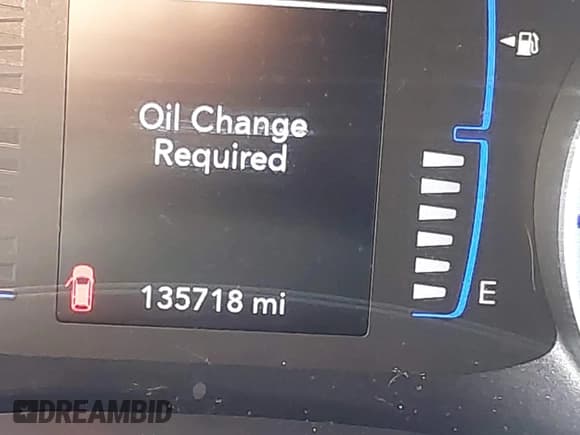 Oil Change
Required
135718 mi
E
DREAMBID